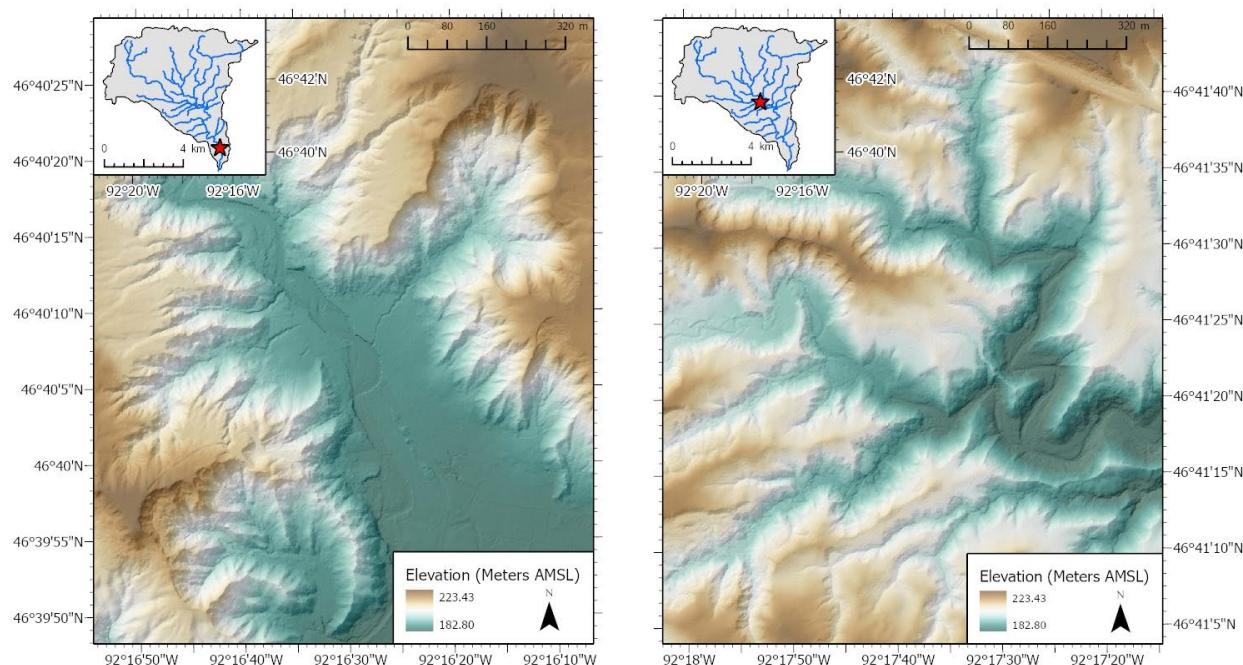 0 80 160 320 m
46°42'N
46°40'N
0 4 km
92°20'W 92°16'W
46°40'25"N
46°40'20"N
46°40'15"N
46°40'10"N
46°40'5"N
46°40'N
46°39'55"N
46°39'50"N
Elevation (Meters AMSL)
223.43
182.80
N
92°16'50"W 92°16'40"W 92°16'30"W 92°16'20"W 92°16'10"W
0 80 160 320 m
46°42'N
46°40'N
0 4 km
92°20'W 92°16'W
46°41'40"N
46°41'35"N
46°41'30"N
46°41'25"N
46°41'20"N
46°41'15"N
46°41'10"N
46°41'5"N
Elevation (Meters AMSL)
223.43
182.80
N
92°18'W 92°17'50"W 92°17'40"W 92°17'30"W 92°17'20"W